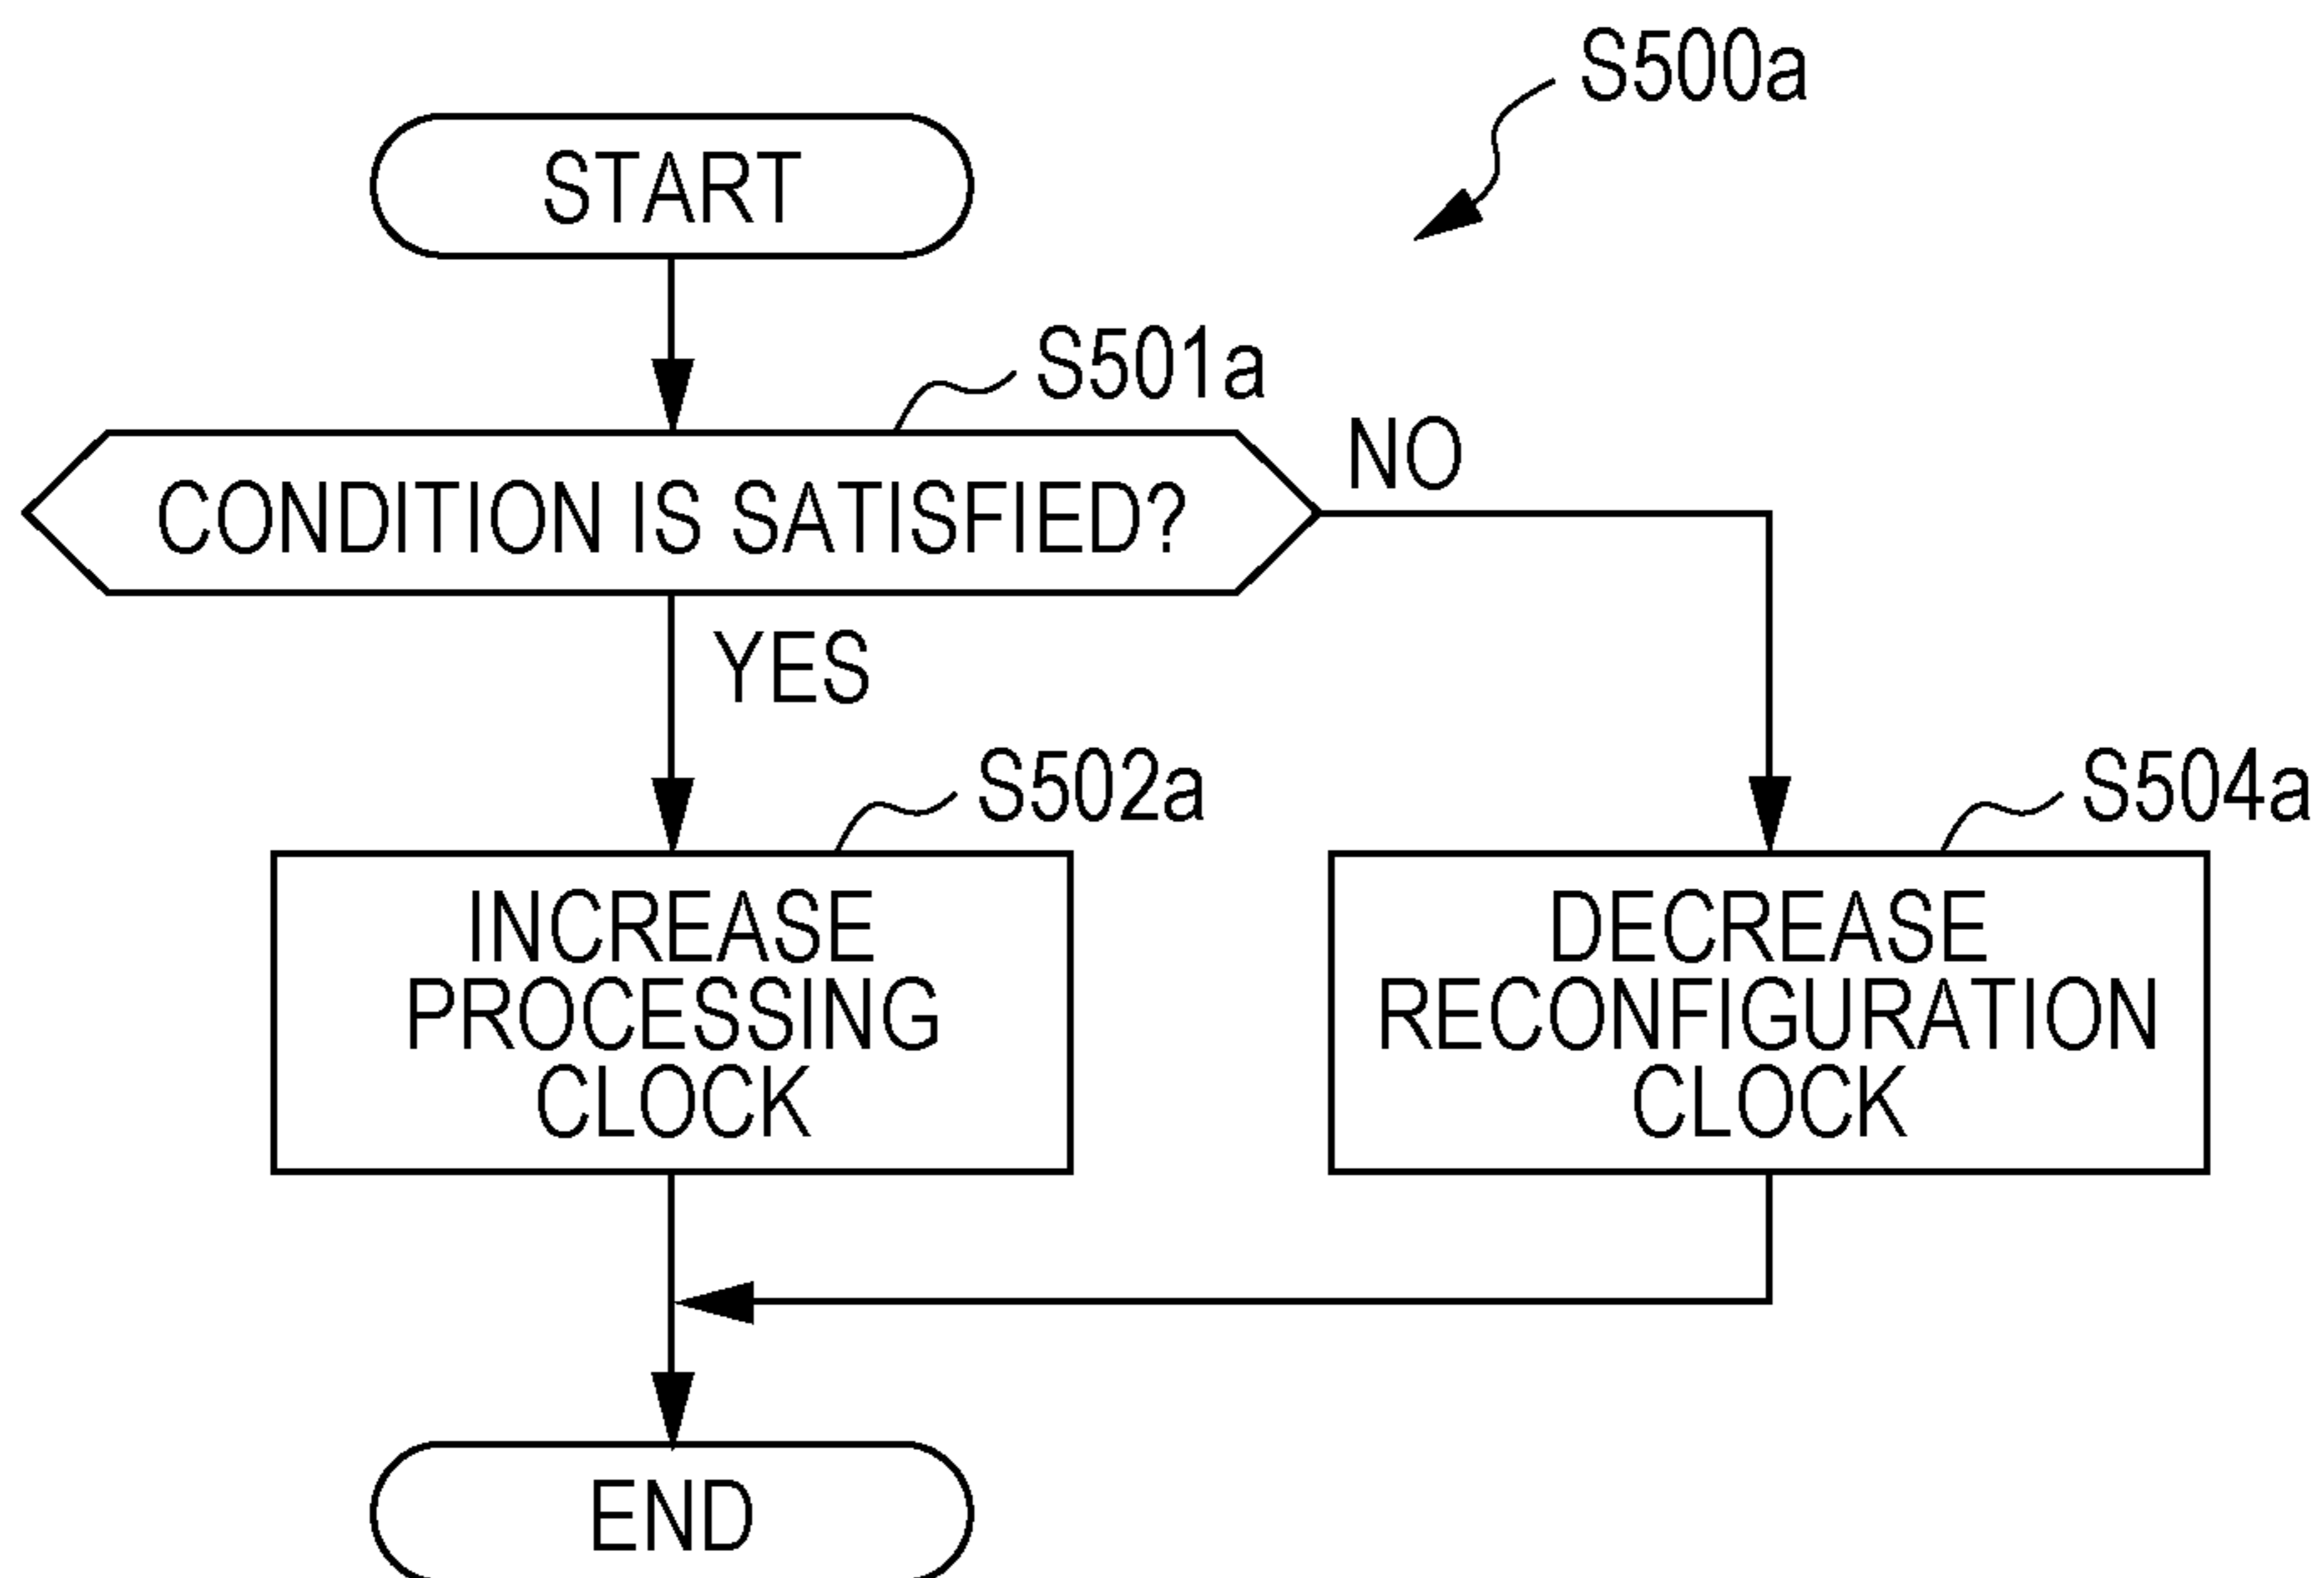 S500a
START
S501a
CONDITION IS SATISFIED?
NO
YES
S502a
INCREASE
PROCESSING
CLOCK
S504a
DECREASE
RECONFIGURATION
CLOCK
END